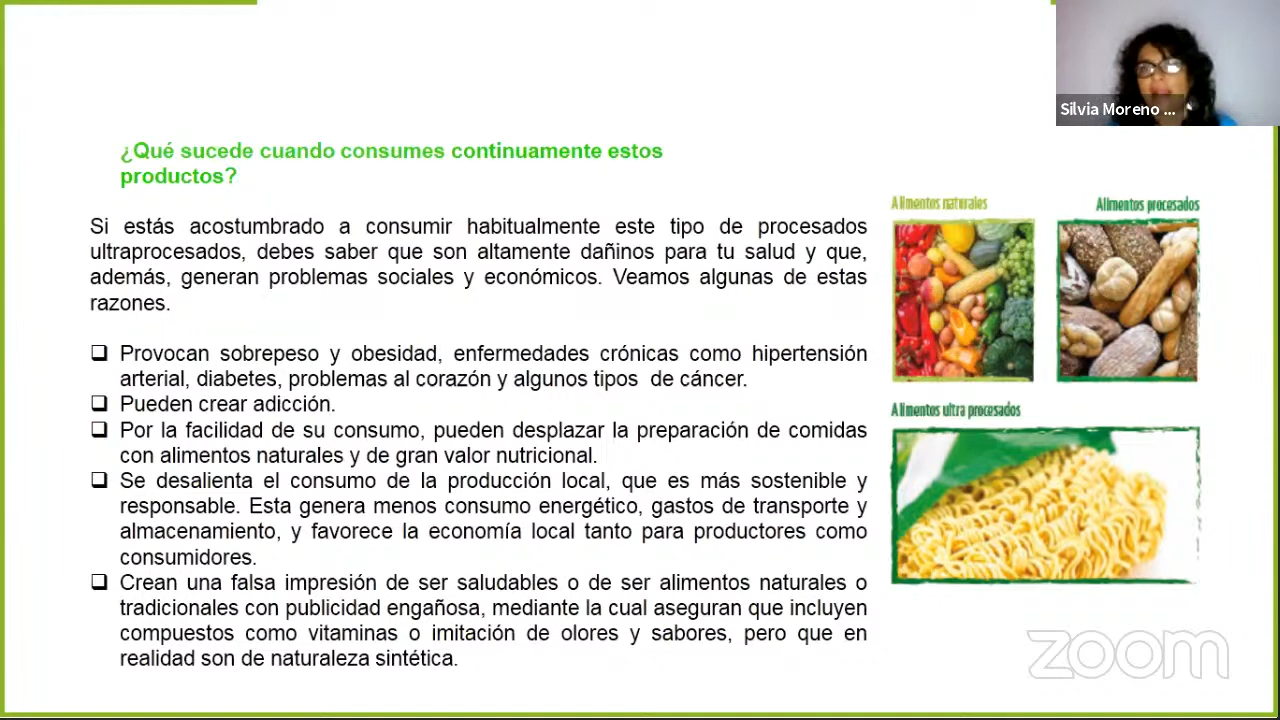 Silvia Moreno ...
¿Qué sucede cuando consumes continuamente estos
productos?
Si estás acostumbrado a consumir habitualmente este tipo de procesados
ultraprocesados, debes saber que son altamente dañinos para tu salud y que,
además, generan problemas sociales y económicos. Veamos algunas de estas
razones.
❑ Provocan sobrepeso y obesidad, enfermedades crónicas como hipertensión
arterial, diabetes, problemas al corazón y algunos tipos de cáncer.
❑ Pueden crear adicción.
❑ Por la facilidad de su consumo, pueden desplazar la preparación de comidas
con alimentos naturales y de gran valor nutricional.
❑ Se desalienta el consumo de la producción local, que es más sostenible y
responsable. Esta genera menos consumo energético, gastos de transporte y
almacenamiento, y favorece la economía local tanto para productores como
consumidores.
❑ Crean una falsa impresión de ser saludables o de ser alimentos naturales o
tradicionales con publicidad engañosa, mediante la cual aseguran que incluyen
compuestos como vitaminas o imitación de olores y sabores, pero que en
realidad son de naturaleza sintética.
Alimentos naturales
Alimentos procesados
Alimentos ultra procesados
zoom